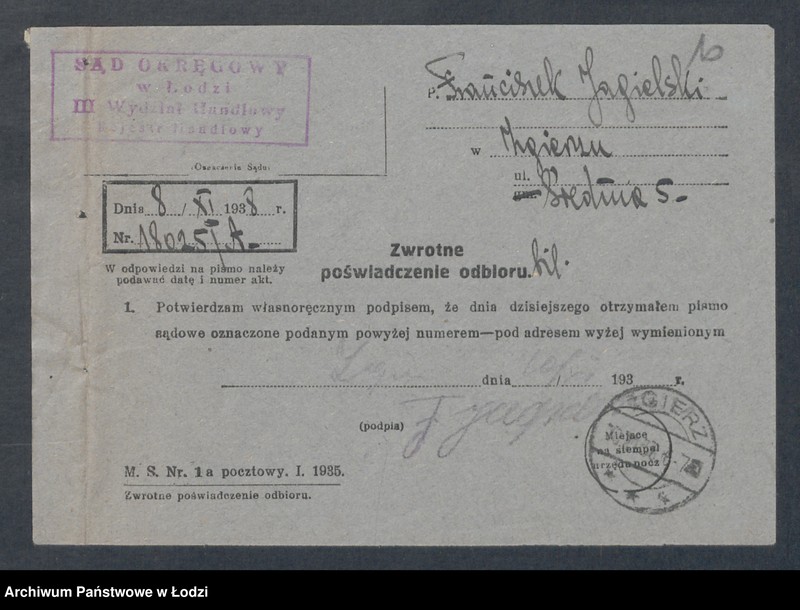 SĄD OKRĘGOWY
w Łodzi
III Wydział Handlowy
Rejestr Handlowy
Oznaczenie Sądu
P. Franciszek Jagielski
w Zgierzu
ul.
Średnia 5-
Dnia 8 / XI 1938 r.
Nr. 18025/A-
W odpowiedzi na pismo należy
podawać datę i numer akt.
Zwrotne
poświadczenie odbioru.
1. Potwierdzam własnoręcznym podpisem, że dnia dzisiejszego otrzymałem pismo
sądowe oznaczone podanym powyżej numerem—pod adresem wyżej wymienionym
dnia / 193 r.
(podpis)
ZGIERZ
Miejsce
na stempel
urzędu pocz
M. S. Nr. 1a pocztowy. I. 1935.
Zwrotne poświadczenie odbioru.
Archiwum Państwowe w Łodzi